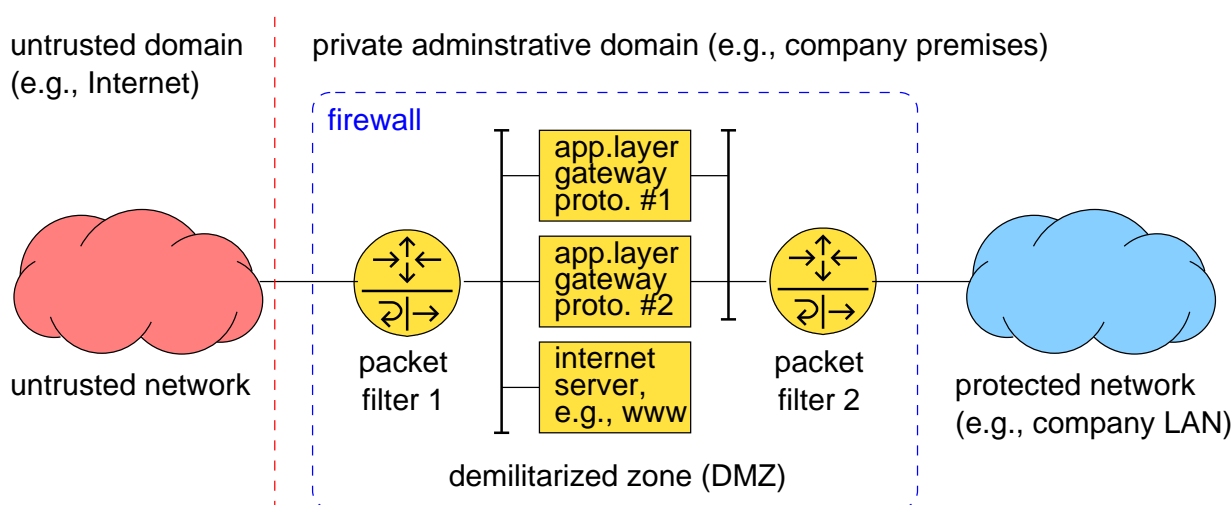 untrusted domain
(e.g., Internet)
private adminstrative domain (e.g., company premises)
firewall
app.layer
gateway
proto. #1
app.layer
gateway
proto. #2
internet
server,
e.g., www
untrusted network
packet
filter 1
packet
filter 2
protected network
(e.g., company LAN)
demilitarized zone (DMZ)